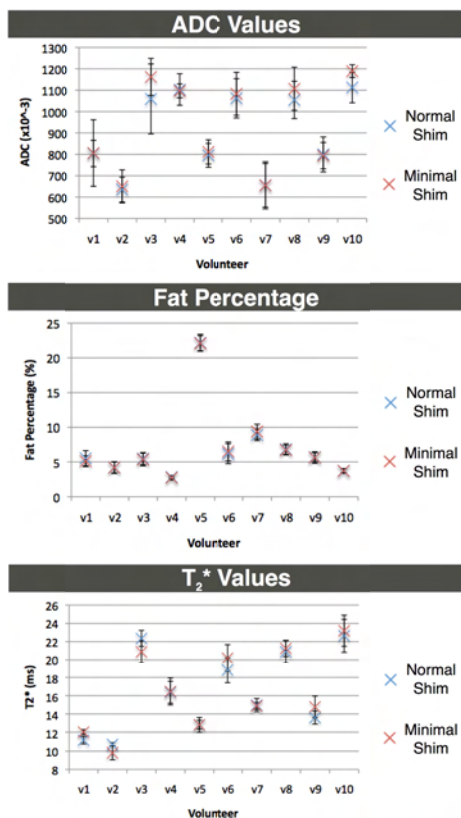 ADC Values
1300
1200
1100
1000
900
800
700
600
500
ADC (x10^-3)
v1 v2 v3 v4 v5 v6 v7 v8 v9 v10
Volunteer
Normal
Shim
Minimal
Shim
Fat Percentage
25
20
15
10
5
0
Fat Percentage (%)
v1 v2 v3 v4 v5 v6 v7 v8 v9 v10
Volunteer
Normal
Shim
Minimal
Shim
T₂* Values
26
24
22
20
18
16
14
12
10
8
T2* (ms)
v1 v2 v3 v4 v5 v6 v7 v8 v9 v10
Volunteer
Normal
Shim
Minimal
Shim